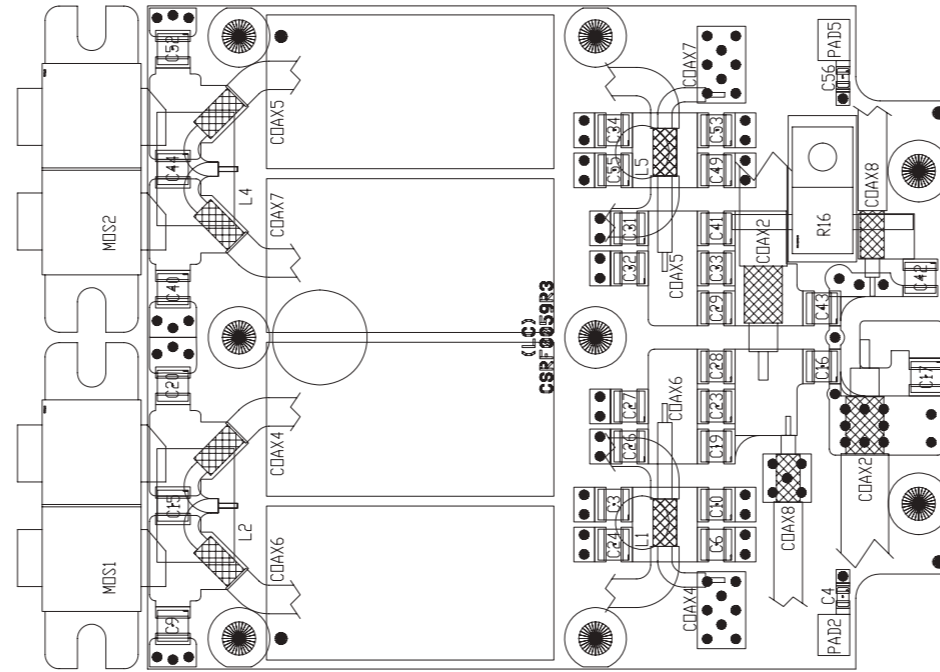 C52
C44
MOS2
C40
C20
C15
MOS1
C9
L4
L2
COAX5
COAX7
COAX4
COAX6
(LC)
CSRF0059R3
C34
C55
L5
C31
C32
C27
C26
C3
C24
L1
COAX7
C53
C49
COAX5
C41
C33
C29
C28
COAX6
C23
C19
C10
C6
COAX4
COAX2
R16
COAX8
PAD5
C56
C42
C43
C16
C17
COAX2
COAX8
C4
PAD2